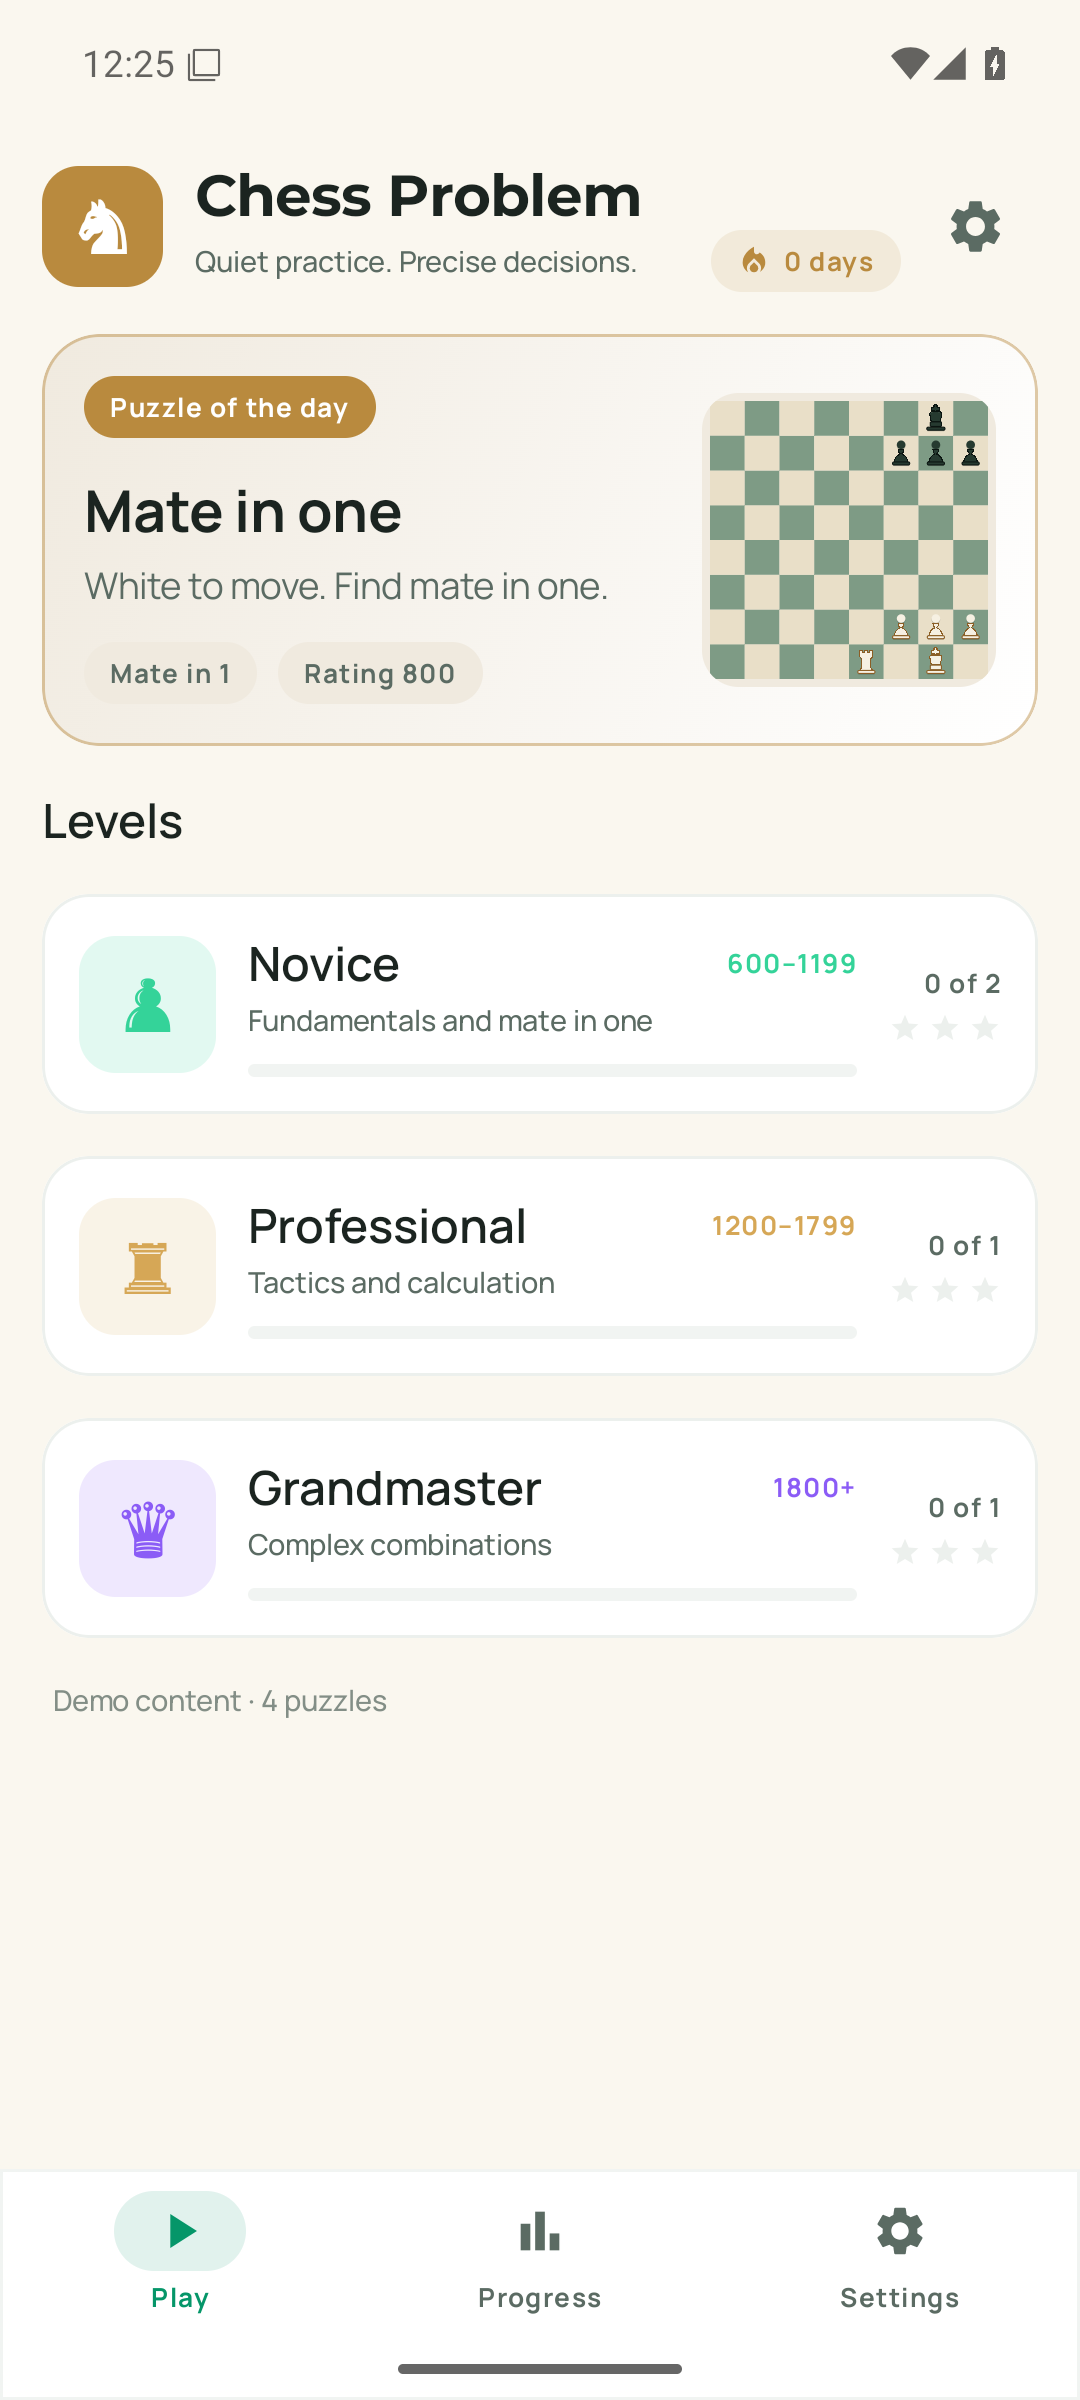 12:25
Chess Problem
Quiet practice. Precise decisions.
0 days
Puzzle of the day
Mate in one
White to move. Find mate in one.
Mate in 1
Rating 800
Levels
Novice
600–1199
0 of 2
Fundamentals and mate in one
Professional
1200–1799
0 of 1
Tactics and calculation
Grandmaster
1800+
0 of 1
Complex combinations
Demo content · 4 puzzles
Play
Progress
Settings